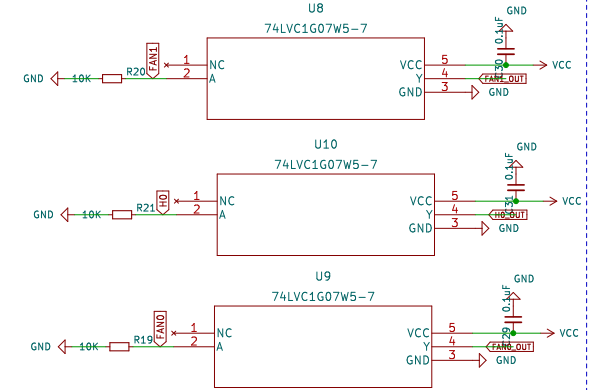 U8
74LVC1G07W5-7
GND
0.1uF
C30
FAN1
R20
10K
GND
1
2
NC
A
VCC
Y
GND
5
4
3
VCC
FAN1_OUT
GND
U10
74LVC1G07W5-7
GND
0.1uF
C31
H0
R21
10K
GND
1
2
NC
A
VCC
Y
GND
5
4
3
VCC
H0_OUT
GND
U9
74LVC1G07W5-7
GND
0.1uF
C29
FAN0
R19
10K
GND
1
2
NC
A
VCC
Y
GND
5
4
3
VCC
FAN0_OUT
GND